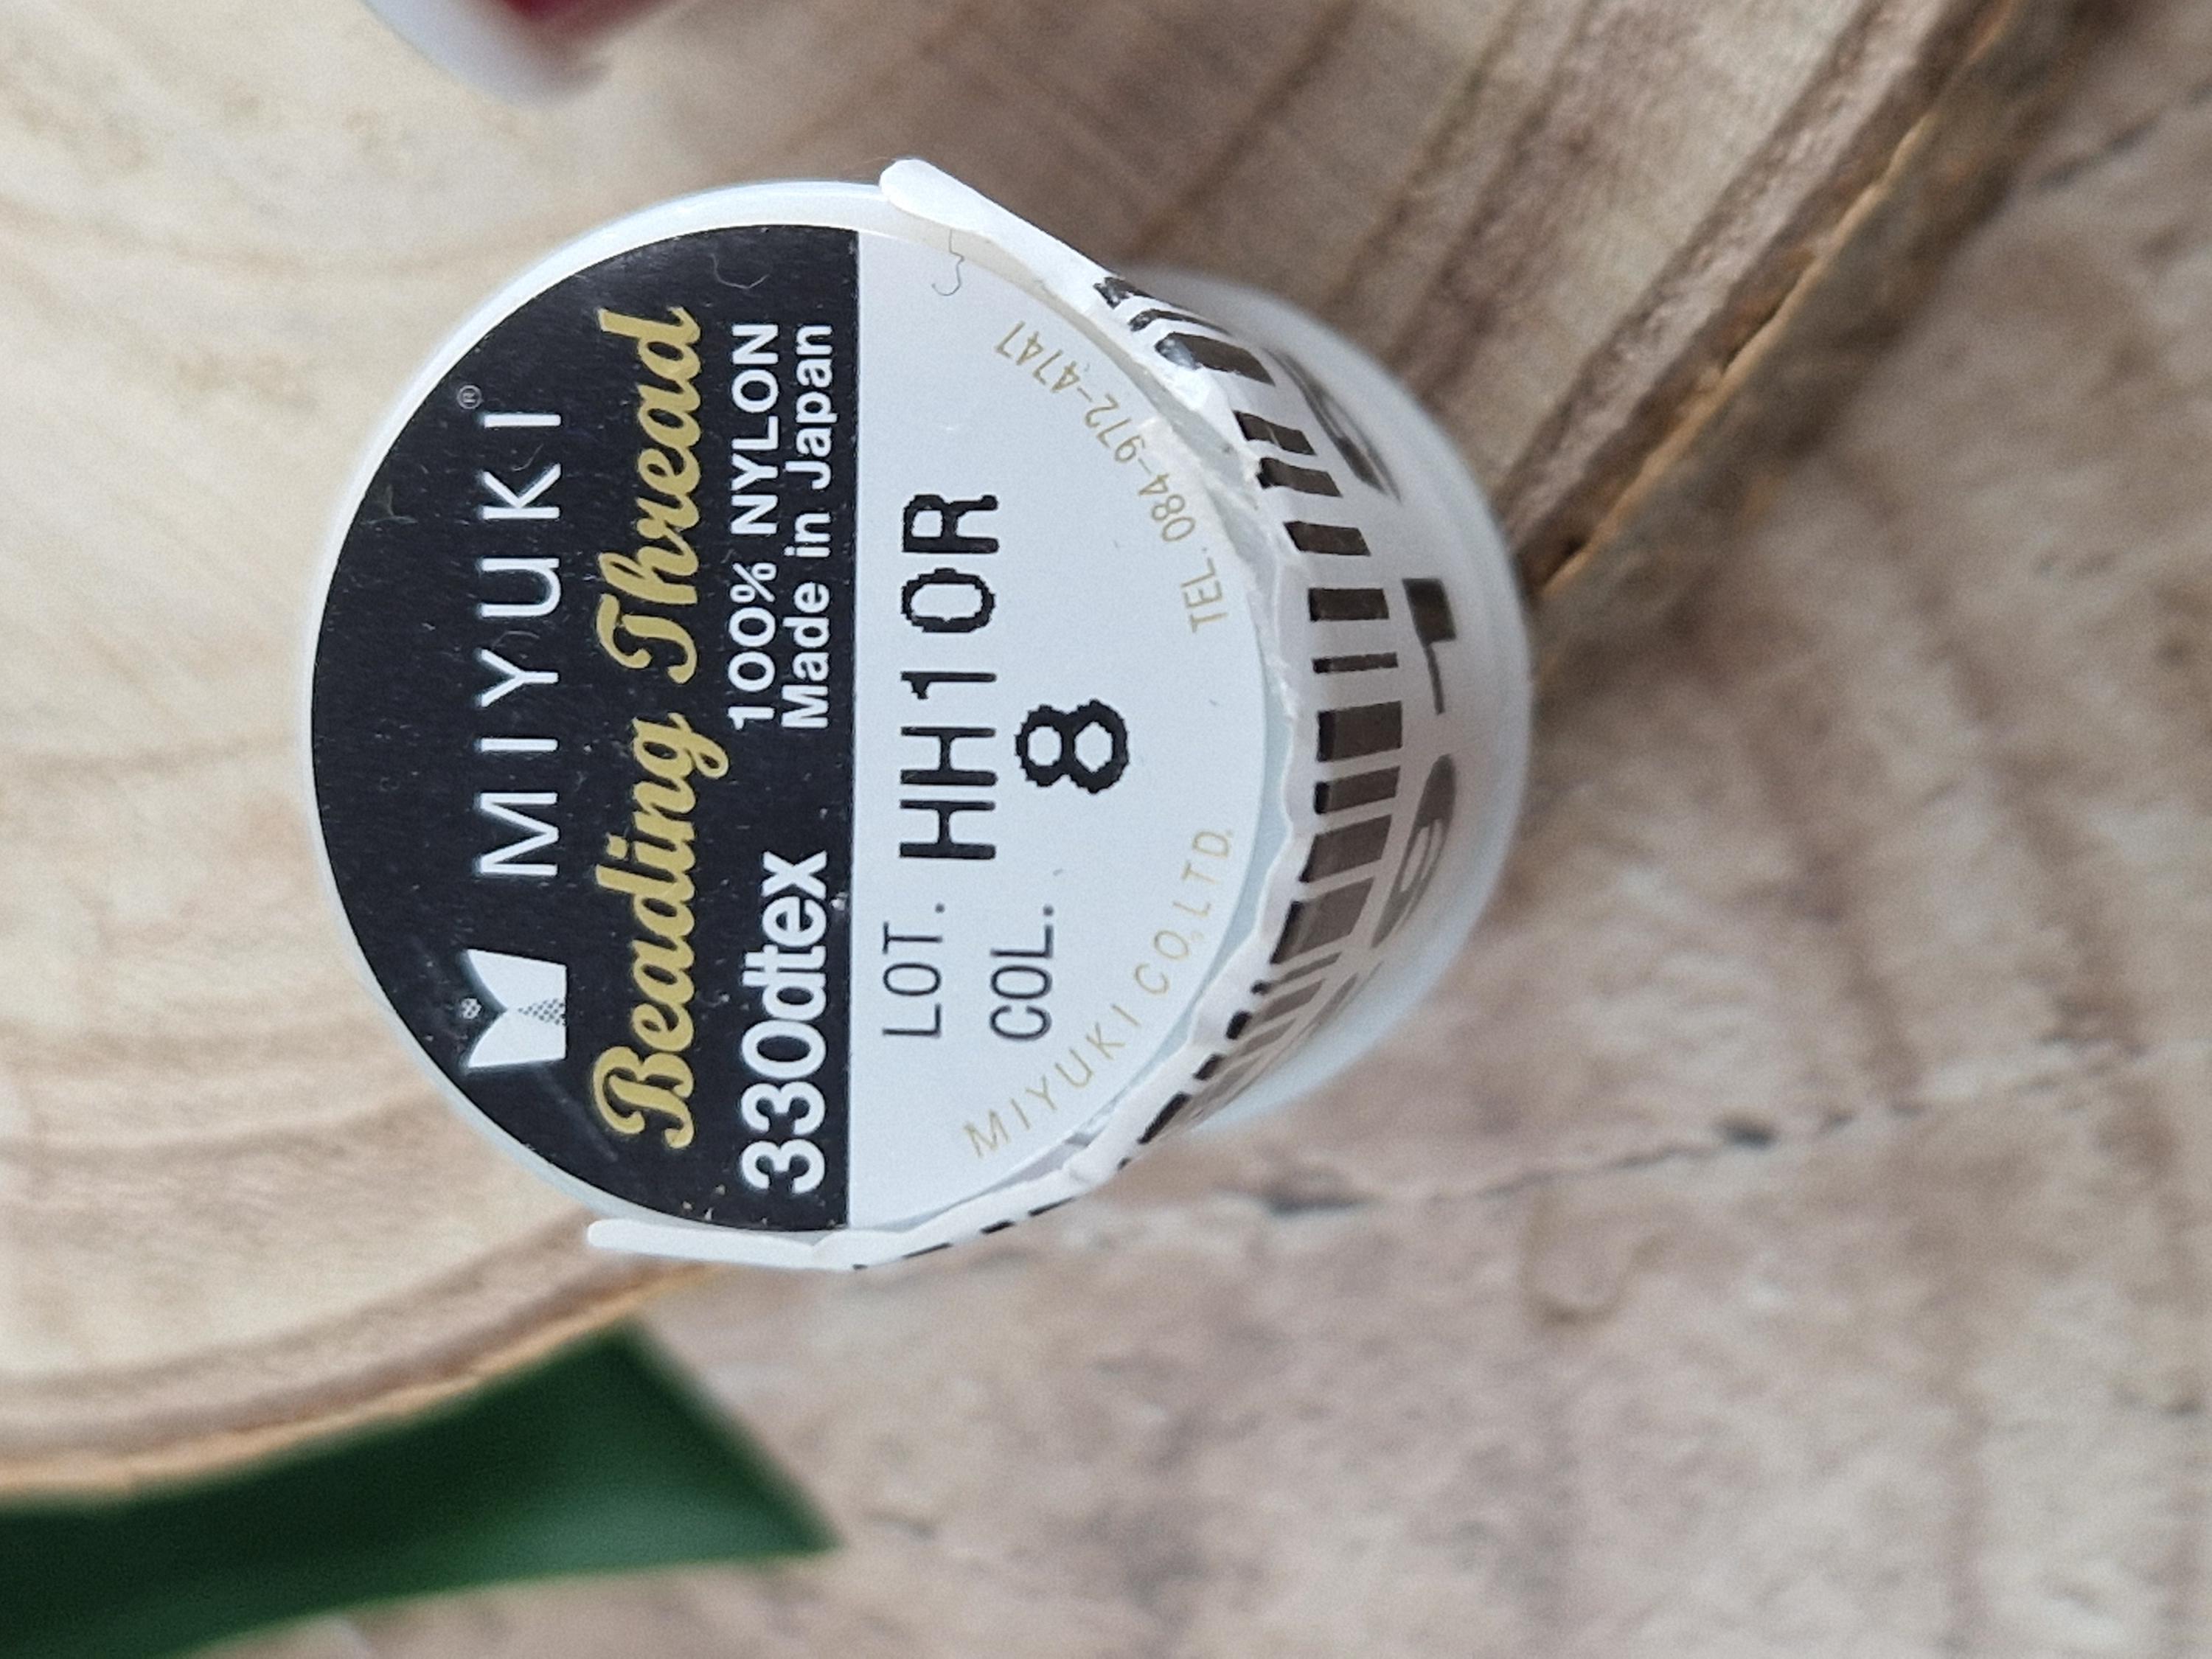 MIYUKI®
Beading Thread
330dtex 100% NYLON
Made in Japan
LOT. HH10R
COL. 8
MIYUKI CO.,LTD. TEL. 084-972-4747